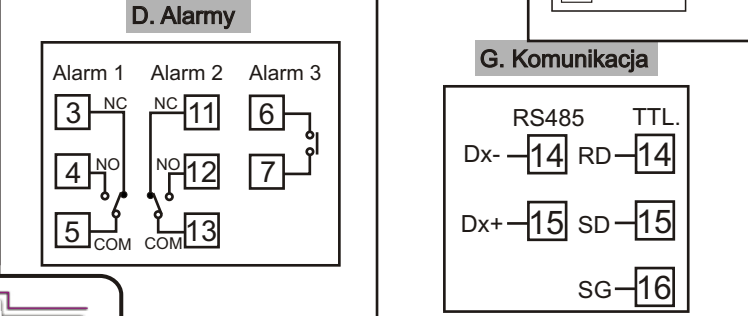 D. Alarmy
Alarm 1 Alarm 2 Alarm 3
3 NC NC 11 6
4 NO NO 12 7
5 COM COM 13
G. Komunikacja
RS485 TTL.
Dx- 14 RD 14
Dx+ 15 SD 15
SG 16